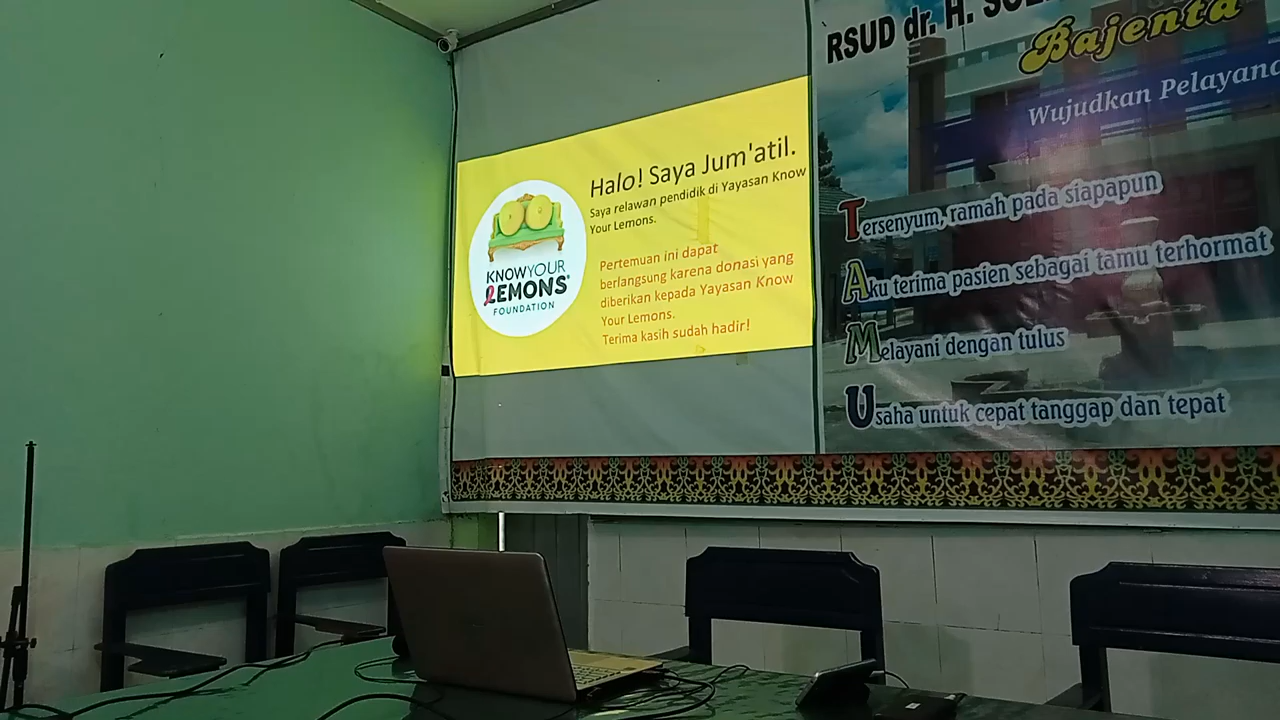 Halo! Saya Jum'atil.
Saya relawan pendidik di Yayasan Know
Your Lemons.
Pertemuan ini dapat
berlangsung karena donasi yang
diberikan kepada Yayasan Know
Your Lemons.
Terima kasih sudah hadir!
KNOW YOUR
LEMONS
FOUNDATION
RSUD dr. H.
Bajenta
Wujudkan
Tersenyum, ramah pada siapapun
Aku terima pasien sebagai tamu terhormat
Melayani dengan tulus
Usaha untuk cepat tanggap dan tepat